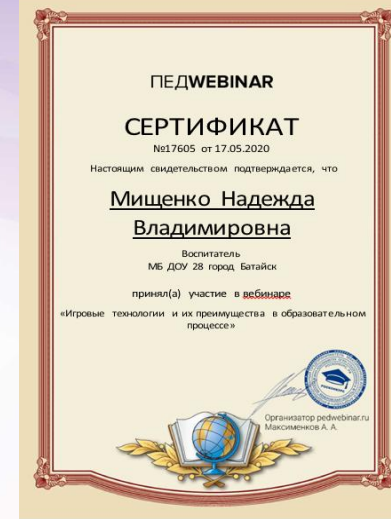 ПЕДWEBINAR
СЕРТИФИКАТ
№17605 от 17.05.2020
Настоящим свидетельством подтверждается, что
Мищенко Надежда
Владимировна
Воспитатель
МБ ДОУ 28 город Батайск
принял(а) участие в вебинаре
«Игровые технологии и их преимущества в образовательном
процессе»
Организатор pedwebinar.ru
Максименков А. А.